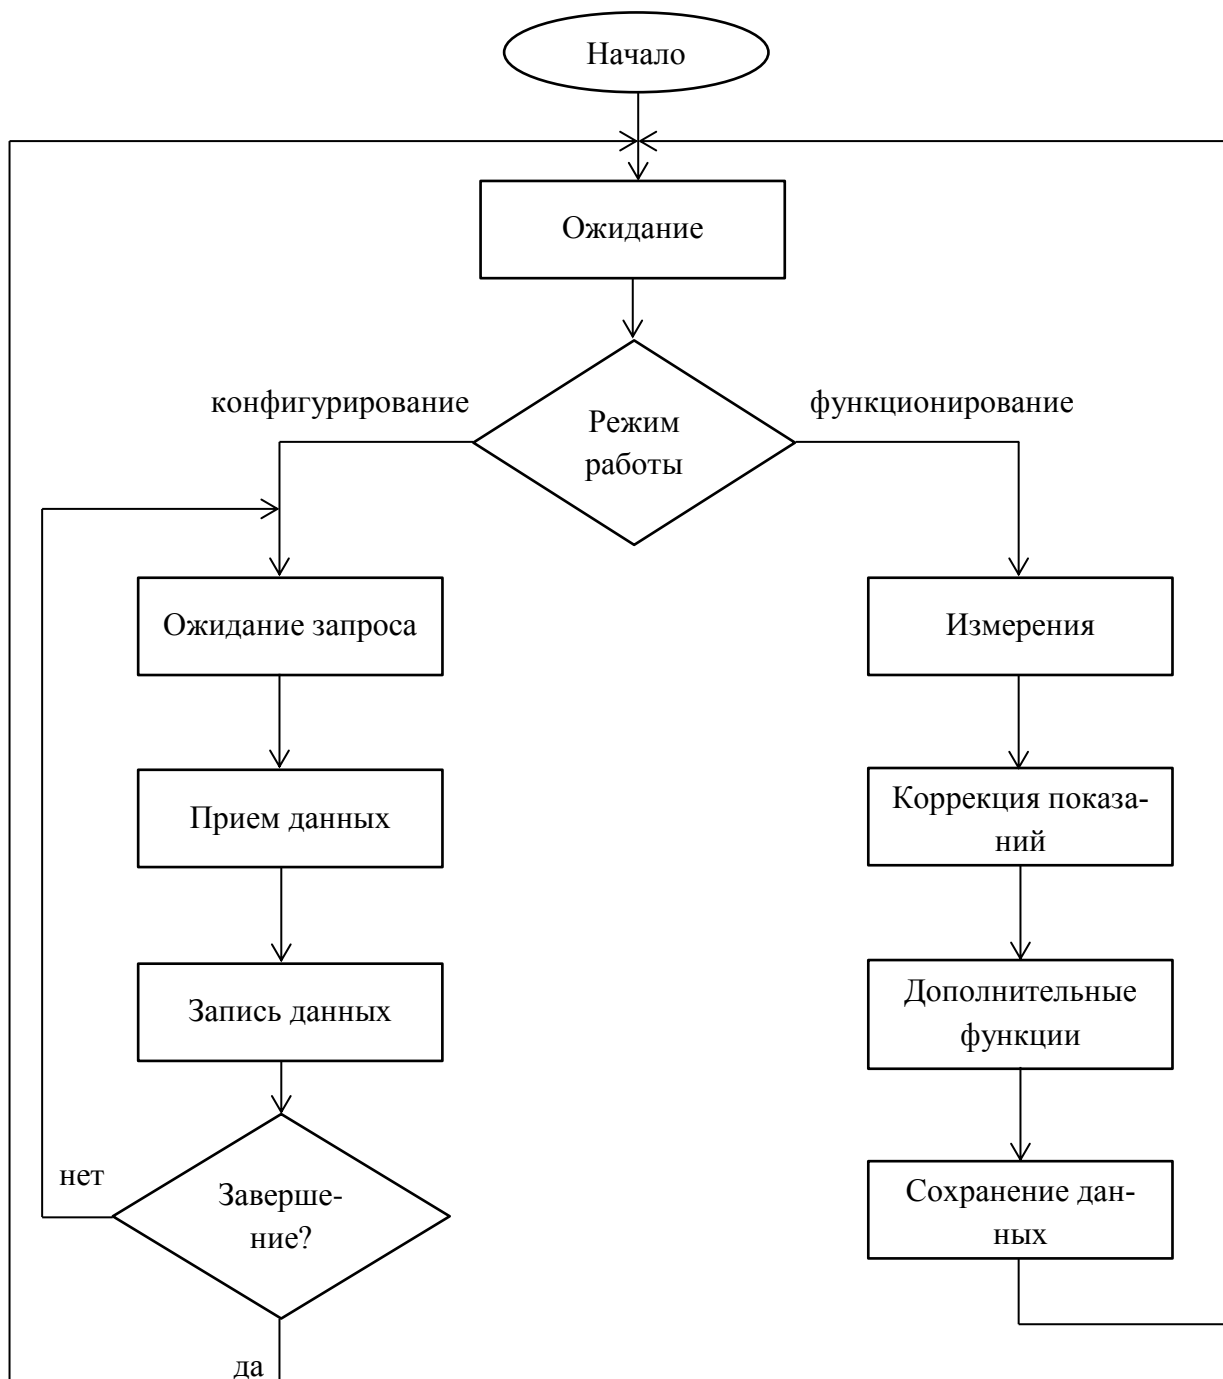 Начало
Ожидание
конфигурирование
функционирование
Режим
работы
Ожидание запроса
Измерения
Прием данных
Коррекция показа-
ний
Запись данных
Дополнительные
функции
нет
Заверше-
ние?
Сохранение дан-
ных
да